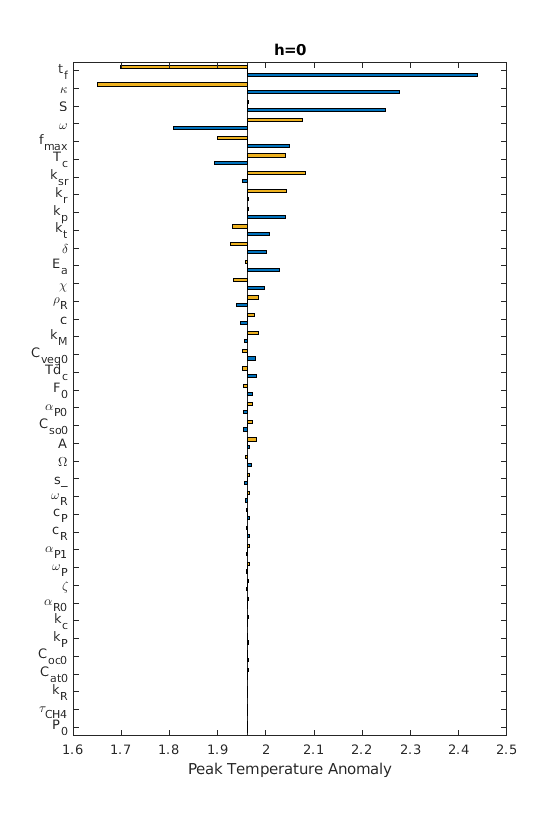 h=0
t_f
κ
S
ω
f_max
T_c
k_sr
k_r
k_p
k_t
δ
E_a
χ
ρ_R
c
k_M
C_veg0
Td_c
F_0
α_P0
C_so0
A
Ω
s_
ω_R
c_P
c_R
α_P1
ω_P
ζ
α_R0
k_c
k_P
C_oc0
C_at0
k_R
τ_CH4
P_0
1.6 1.7 1.8 1.9 2 2.1 2.2 2.3 2.4 2.5
Peak Temperature Anomaly